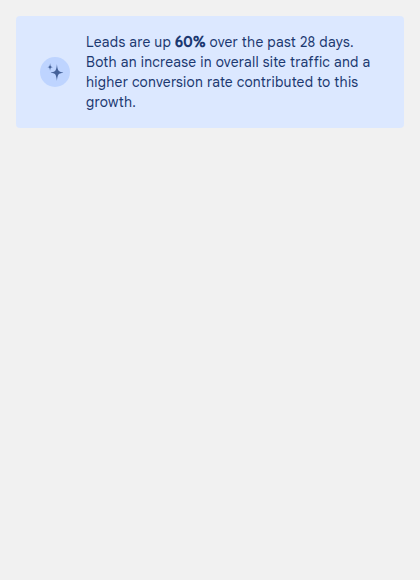 Leads are up 60% over the past 28 days.
Both an increase in overall site traffic and a
higher conversion rate contributed to this
growth.